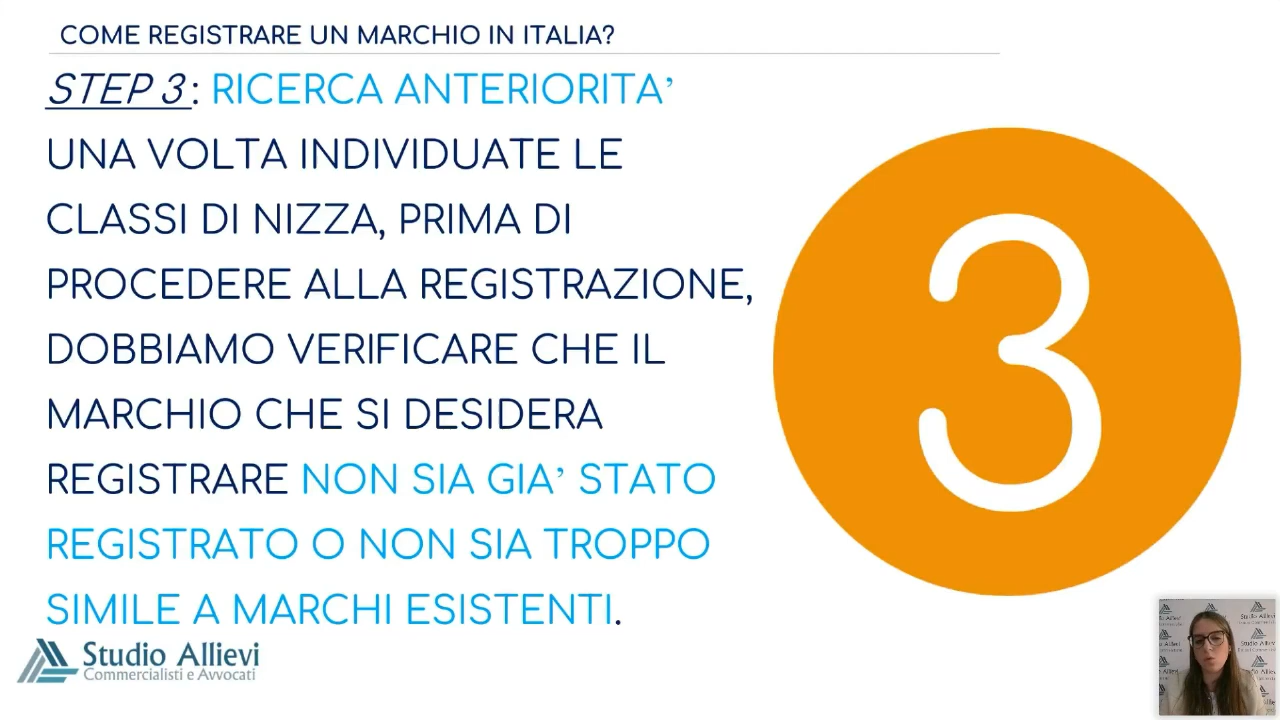 COME REGISTRARE UN MARCHIO IN ITALIA?
STEP 3: RICERCA ANTERIORITA’
UNA VOLTA INDIVIDUATE LE
CLASSI DI NIZZA, PRIMA DI
PROCEDERE ALLA REGISTRAZIONE,
DOBBIAMO VERIFICARE CHE IL
MARCHIO CHE SI DESIDERA
REGISTRARE NON SIA GIA’ STATO
REGISTRATO O NON SIA TROPPO
SIMILE A MARCHI ESISTENTI.
3
Studio Allievi
Commercialisti e Avvocati
Studio Allievi